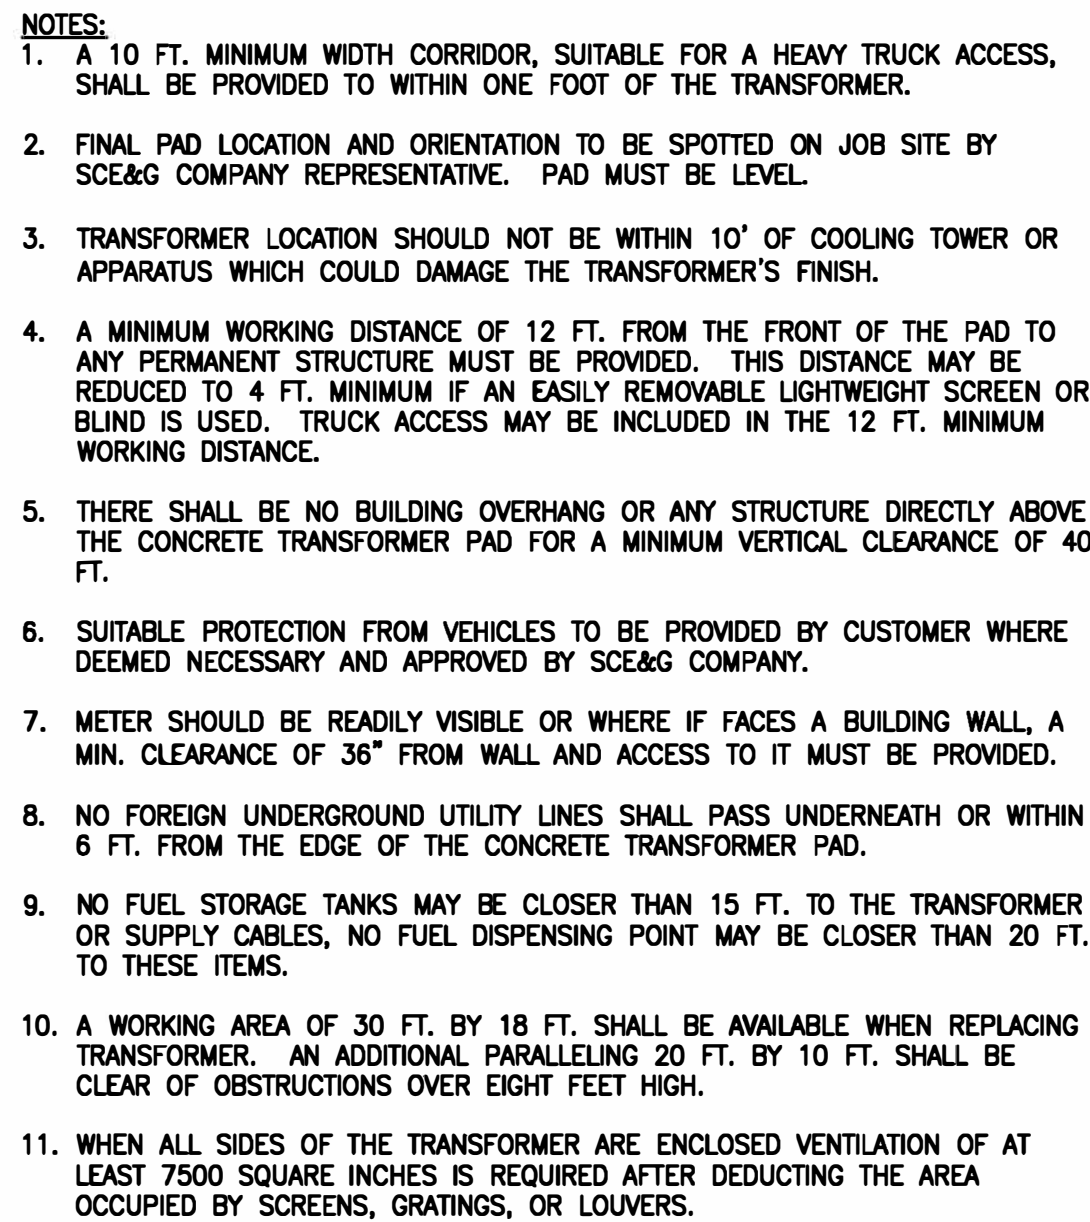 NOTES:
1. A 10 FT. MINIMUM WIDTH CORRIDOR, SUITABLE FOR A HEAVY TRUCK ACCESS,
SHALL BE PROVIDED TO WITHIN ONE FOOT OF THE TRANSFORMER.
2. FINAL PAD LOCATION AND ORIENTATION TO BE SPOTTED ON JOB SITE BY
SCE&G COMPANY REPRESENTATIVE. PAD MUST BE LEVEL.
3. TRANSFORMER LOCATION SHOULD NOT BE WITHIN 10' OF COOLING TOWER OR
APPARATUS WHICH COULD DAMAGE THE TRANSFORMER'S FINISH.
4. A MINIMUM WORKING DISTANCE OF 12 FT. FROM THE FRONT OF THE PAD TO
ANY PERMANENT STRUCTURE MUST BE PROVIDED. THIS DISTANCE MAY BE
REDUCED TO 4 FT. MINIMUM IF AN EASILY REMOVABLE LIGHTWEIGHT SCREEN OR
BLIND IS USED. TRUCK ACCESS MAY BE INCLUDED IN THE 12 FT. MINIMUM
WORKING DISTANCE.
5. THERE SHALL BE NO BUILDING OVERHANG OR ANY STRUCTURE DIRECTLY ABOVE
THE CONCRETE TRANSFORMER PAD FOR A MINIMUM VERTICAL CLEARANCE OF 40
FT.
6. SUITABLE PROTECTION FROM VEHICLES TO BE PROVIDED BY CUSTOMER WHERE
DEEMED NECESSARY AND APPROVED BY SCE&G COMPANY.
7. METER SHOULD BE READILY VISIBLE OR WHERE IF FACES A BUILDING WALL, A
MIN. CLEARANCE OF 36" FROM WALL AND ACCESS TO IT MUST BE PROVIDED.
8. NO FOREIGN UNDERGROUND UTILITY LINES SHALL PASS UNDERNEATH OR WITHIN
6 FT. FROM THE EDGE OF THE CONCRETE TRANSFORMER PAD.
9. NO FUEL STORAGE TANKS MAY BE CLOSER THAN 15 FT. TO THE TRANSFORMER
OR SUPPLY CABLES, NO FUEL DISPENSING POINT MAY BE CLOSER THAN 20 FT.
TO THESE ITEMS.
10. A WORKING AREA OF 30 FT. BY 18 FT. SHALL BE AVAILABLE WHEN REPLACING
TRANSFORMER. AN ADDITIONAL PARALLELING 20 FT. BY 10 FT. SHALL BE
CLEAR OF OBSTRUCTIONS OVER EIGHT FEET HIGH.
11. WHEN ALL SIDES OF THE TRANSFORMER ARE ENCLOSED VENTILATION OF AT
LEAST 7500 SQUARE INCHES IS REQUIRED AFTER DEDUCTING THE AREA
OCCUPIED BY SCREENS, GRATINGS, OR LOUVERS.